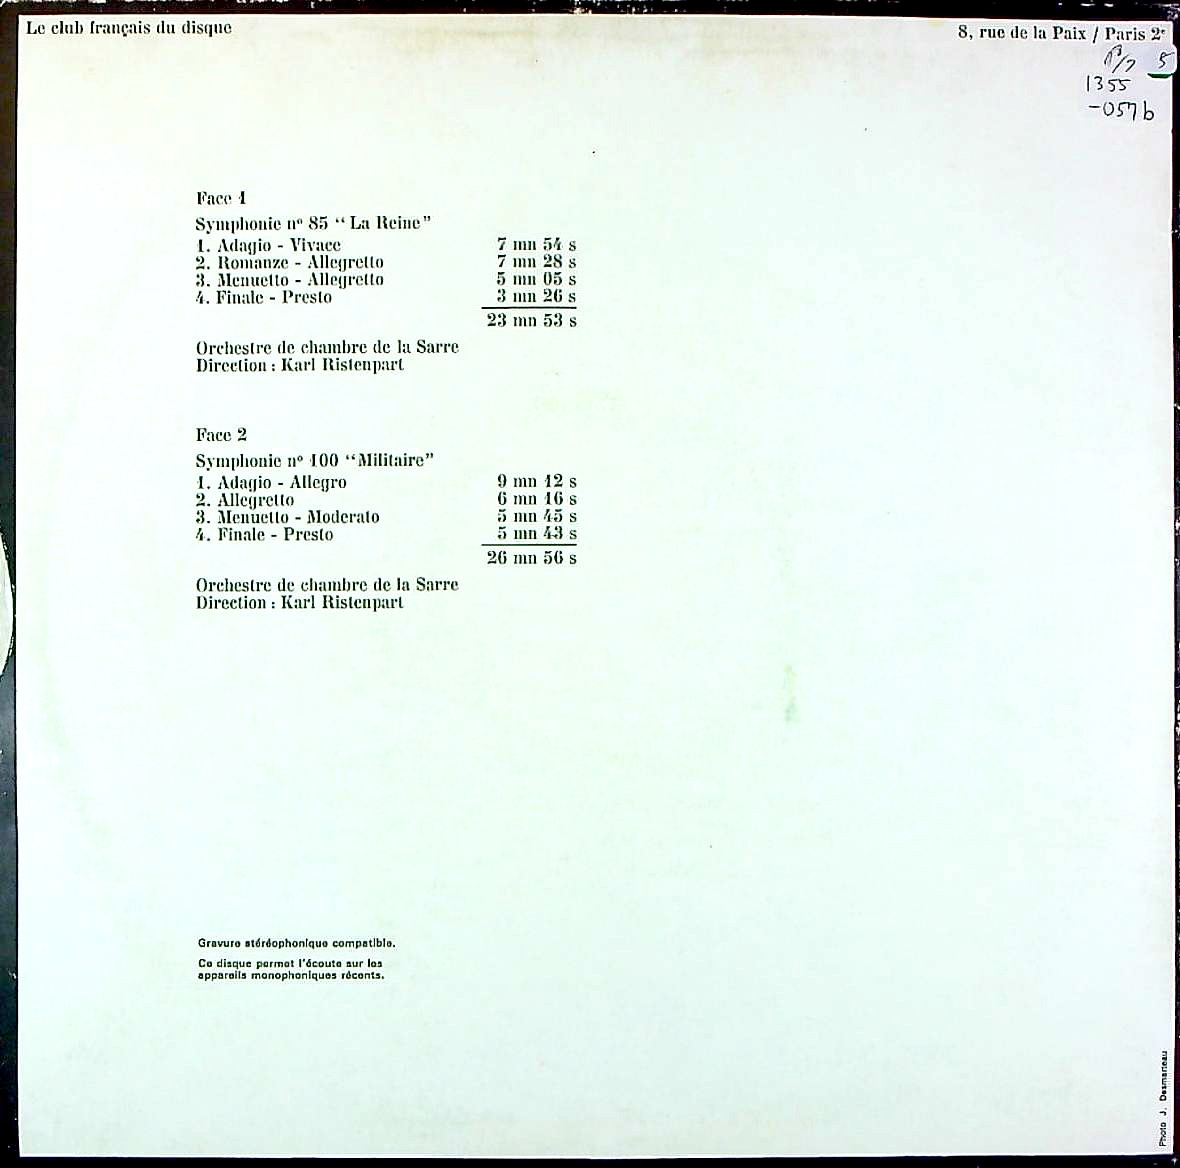 Le club français du disque
8, rue de la Paix / Paris 2e
5
1355
-057b
Face 1
Symphonie nº 85 “La Reine”
1. Adagio - Vivace 7 mn 54 s
2. Romanze - Allegretto 7 mn 28 s
3. Menuetto - Allegretto 5 mn 05 s
4. Finale - Presto 3 mn 26 s
23 mn 53 s
Orchestre de chambre de la Sarre
Direction : Karl Ristenpart
Face 2
Symphonie nº 100 “Militaire”
1. Adagio - Allegro 9 mn 12 s
2. Allegretto 6 mn 16 s
3. Menuetto - Moderato 5 mn 45 s
4. Finale - Presto 5 mn 43 s
26 mn 56 s
Orchestre de chambre de la Sarre
Direction : Karl Ristenpart
Gravure stéréophonique compatible.
Ce disque permet l'écoute sur les
appareils monophoniques récents.
Photo J. Desmarteau